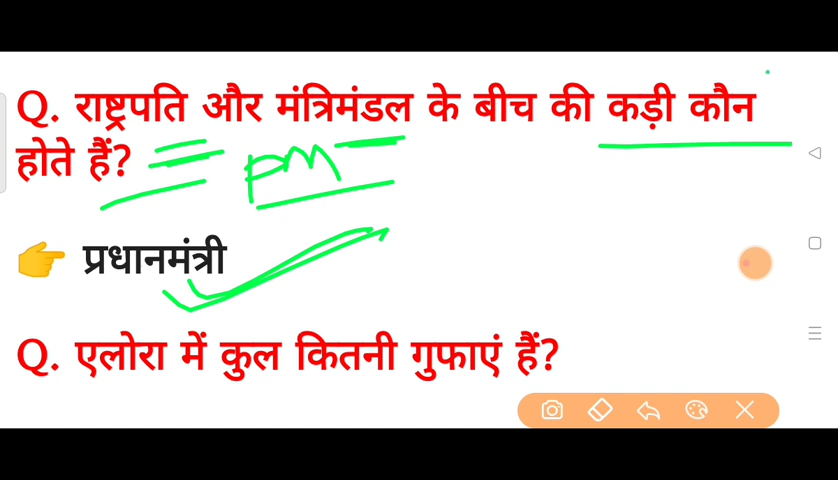 Q. राष्ट्रपति और मंत्रिमंडल के बीच की कड़ी कौन
होते हैं? pm
👉 प्रधानमंत्री
Q. एलोरा में कुल कितनी गुफाएं हैं?